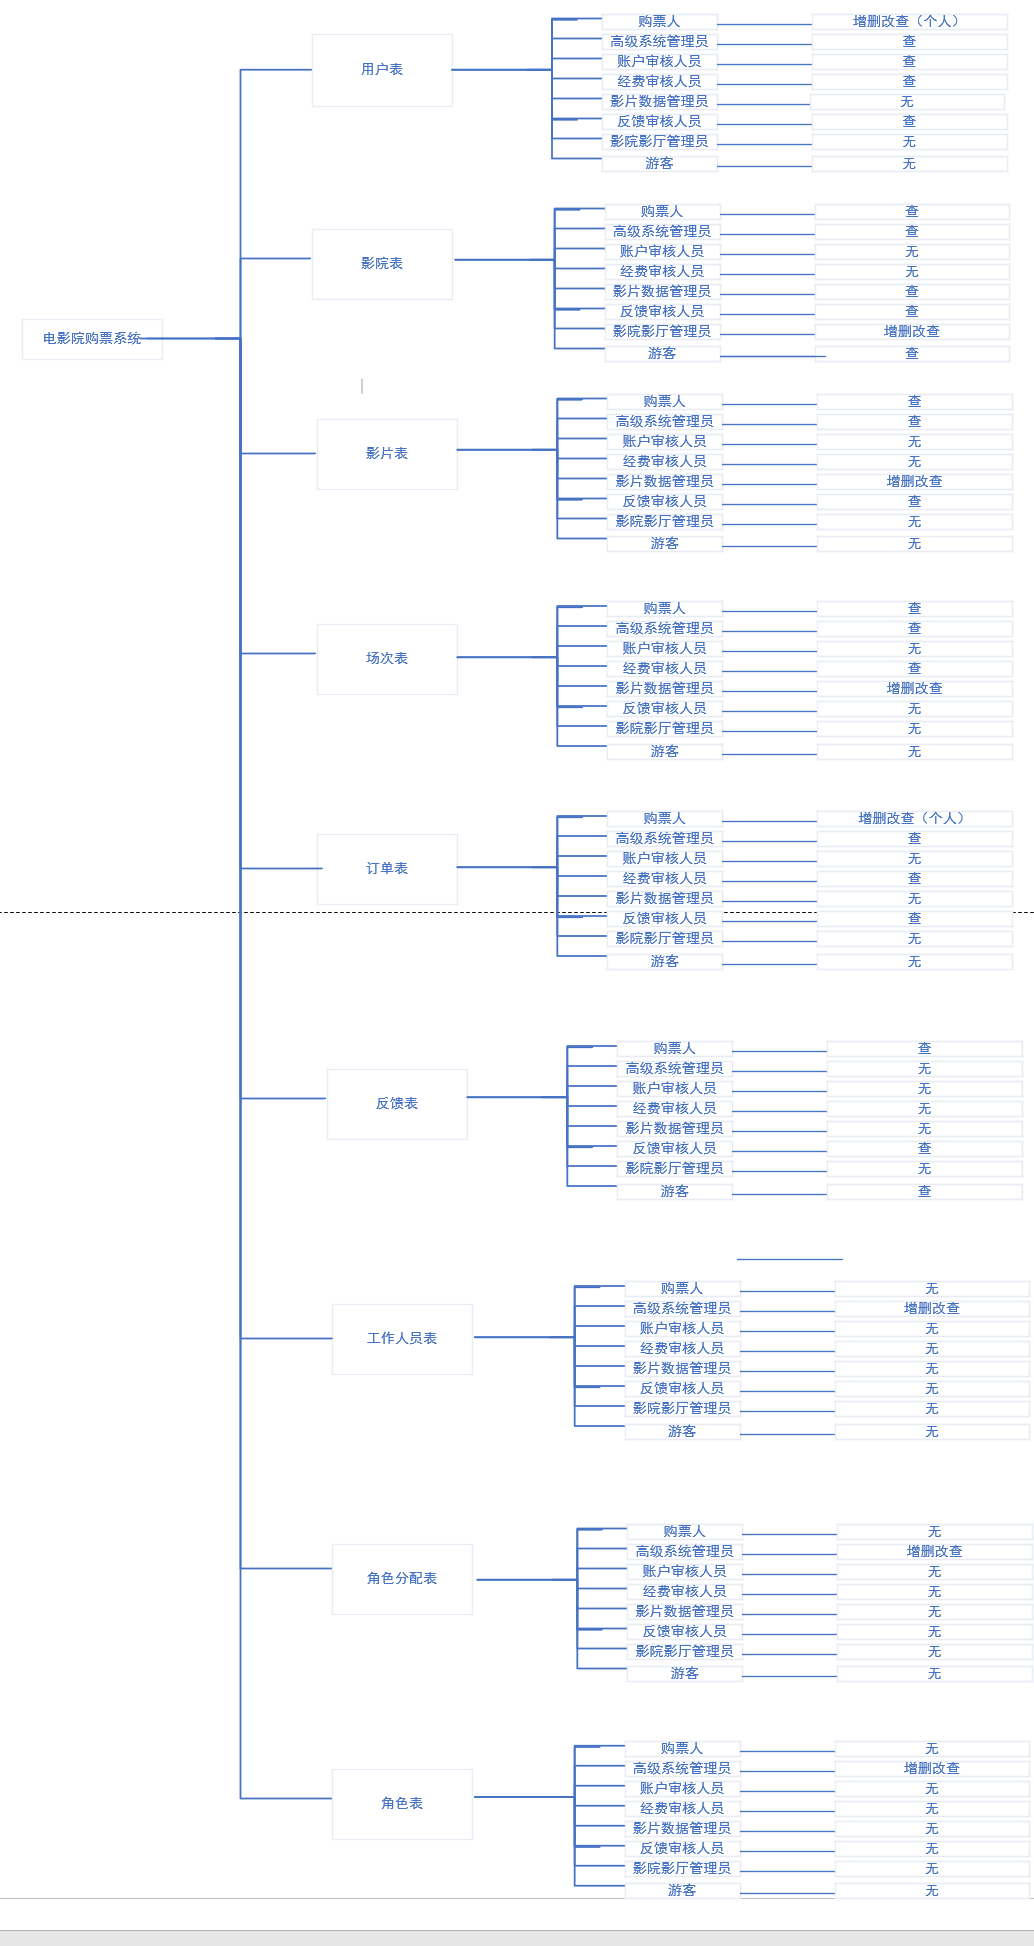 电影院购票系统
用户表
购票人 增删改查（个人）
高级系统管理员 查
账户审核人员 查
经费审核人员 查
影片数据管理员 无
反馈审核人员 查
影院影厅管理员 无
游客 无
影院表
购票人 查
高级系统管理员 查
账户审核人员 无
经费审核人员 无
影片数据管理员 查
反馈审核人员 查
影院影厅管理员 增删改查
游客 查
影片表
购票人 查
高级系统管理员 查
账户审核人员 无
经费审核人员 无
影片数据管理员 增删改查
反馈审核人员 查
影院影厅管理员 无
游客 无
场次表
购票人 查
高级系统管理员 查
账户审核人员 无
经费审核人员 查
影片数据管理员 增删改查
反馈审核人员 无
影院影厅管理员 无
游客 无
订单表
购票人 增删改查（个人）
高级系统管理员 查
账户审核人员 无
经费审核人员 查
影片数据管理员 无
反馈审核人员 查
影院影厅管理员 无
游客 无
反馈表
购票人 查
高级系统管理员 无
账户审核人员 无
经费审核人员 无
影片数据管理员 无
反馈审核人员 查
影院影厅管理员 无
游客 查
工作人员表
购票人 无
高级系统管理员 增删改查
账户审核人员 无
经费审核人员 无
影片数据管理员 无
反馈审核人员 无
影院影厅管理员 无
游客 无
角色分配表
购票人 无
高级系统管理员 增删改查
账户审核人员 无
经费审核人员 无
影片数据管理员 无
反馈审核人员 无
影院影厅管理员 无
游客 无
角色表
购票人 无
高级系统管理员 增删改查
账户审核人员 无
经费审核人员 无
影片数据管理员 无
反馈审核人员 无
影院影厅管理员 无
游客 无